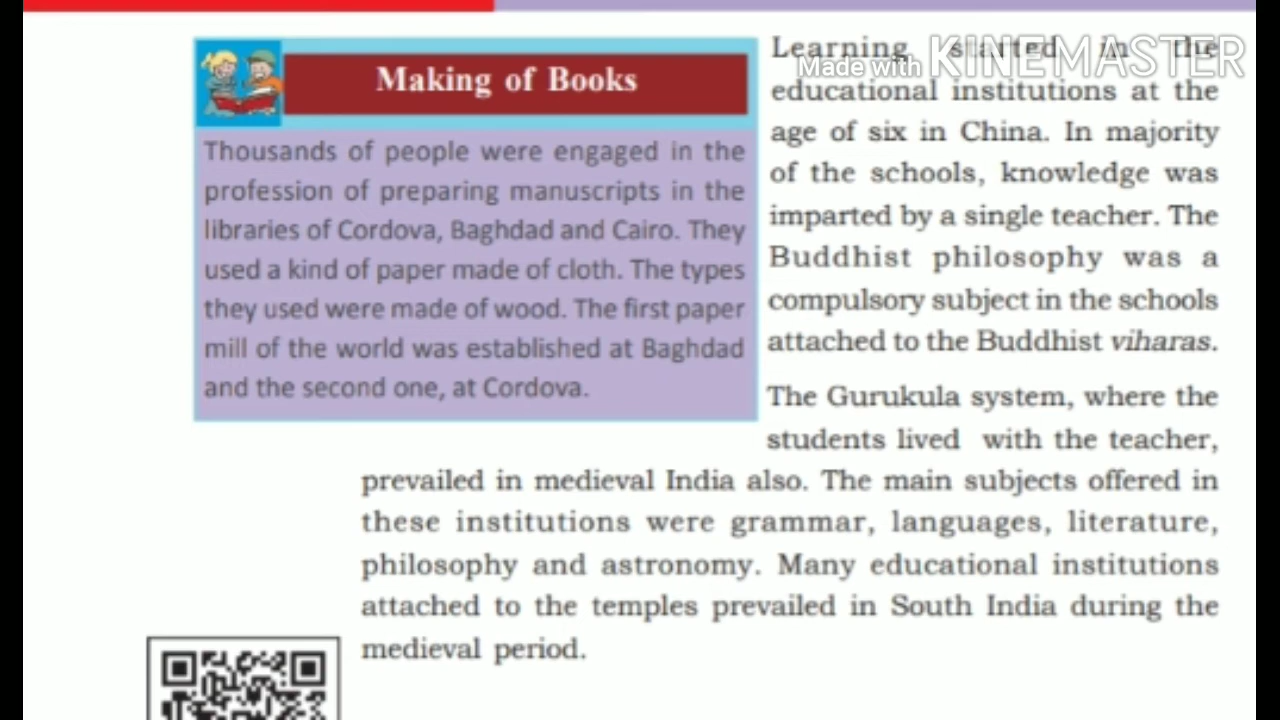 Made with KINEMASTER
Making of Books
Thousands of people were engaged in the
profession of preparing manuscripts in the
libraries of Cordova, Baghdad and Cairo. They
used a kind of paper made of cloth. The types
they used were made of wood. The first paper
mill of the world was established at Baghdad
and the second one, at Cordova.
Learning started in the
educational institutions at the
age of six in China. In majority
of the schools, knowledge was
imparted by a single teacher. The
Buddhist philosophy was a
compulsory subject in the schools
attached to the Buddhist viharas.
The Gurukula system, where the
students lived with the teacher,
prevailed in medieval India also. The main subjects offered in
these institutions were grammar, languages, literature,
philosophy and astronomy. Many educational institutions
attached to the temples prevailed in South India during the
medieval period.